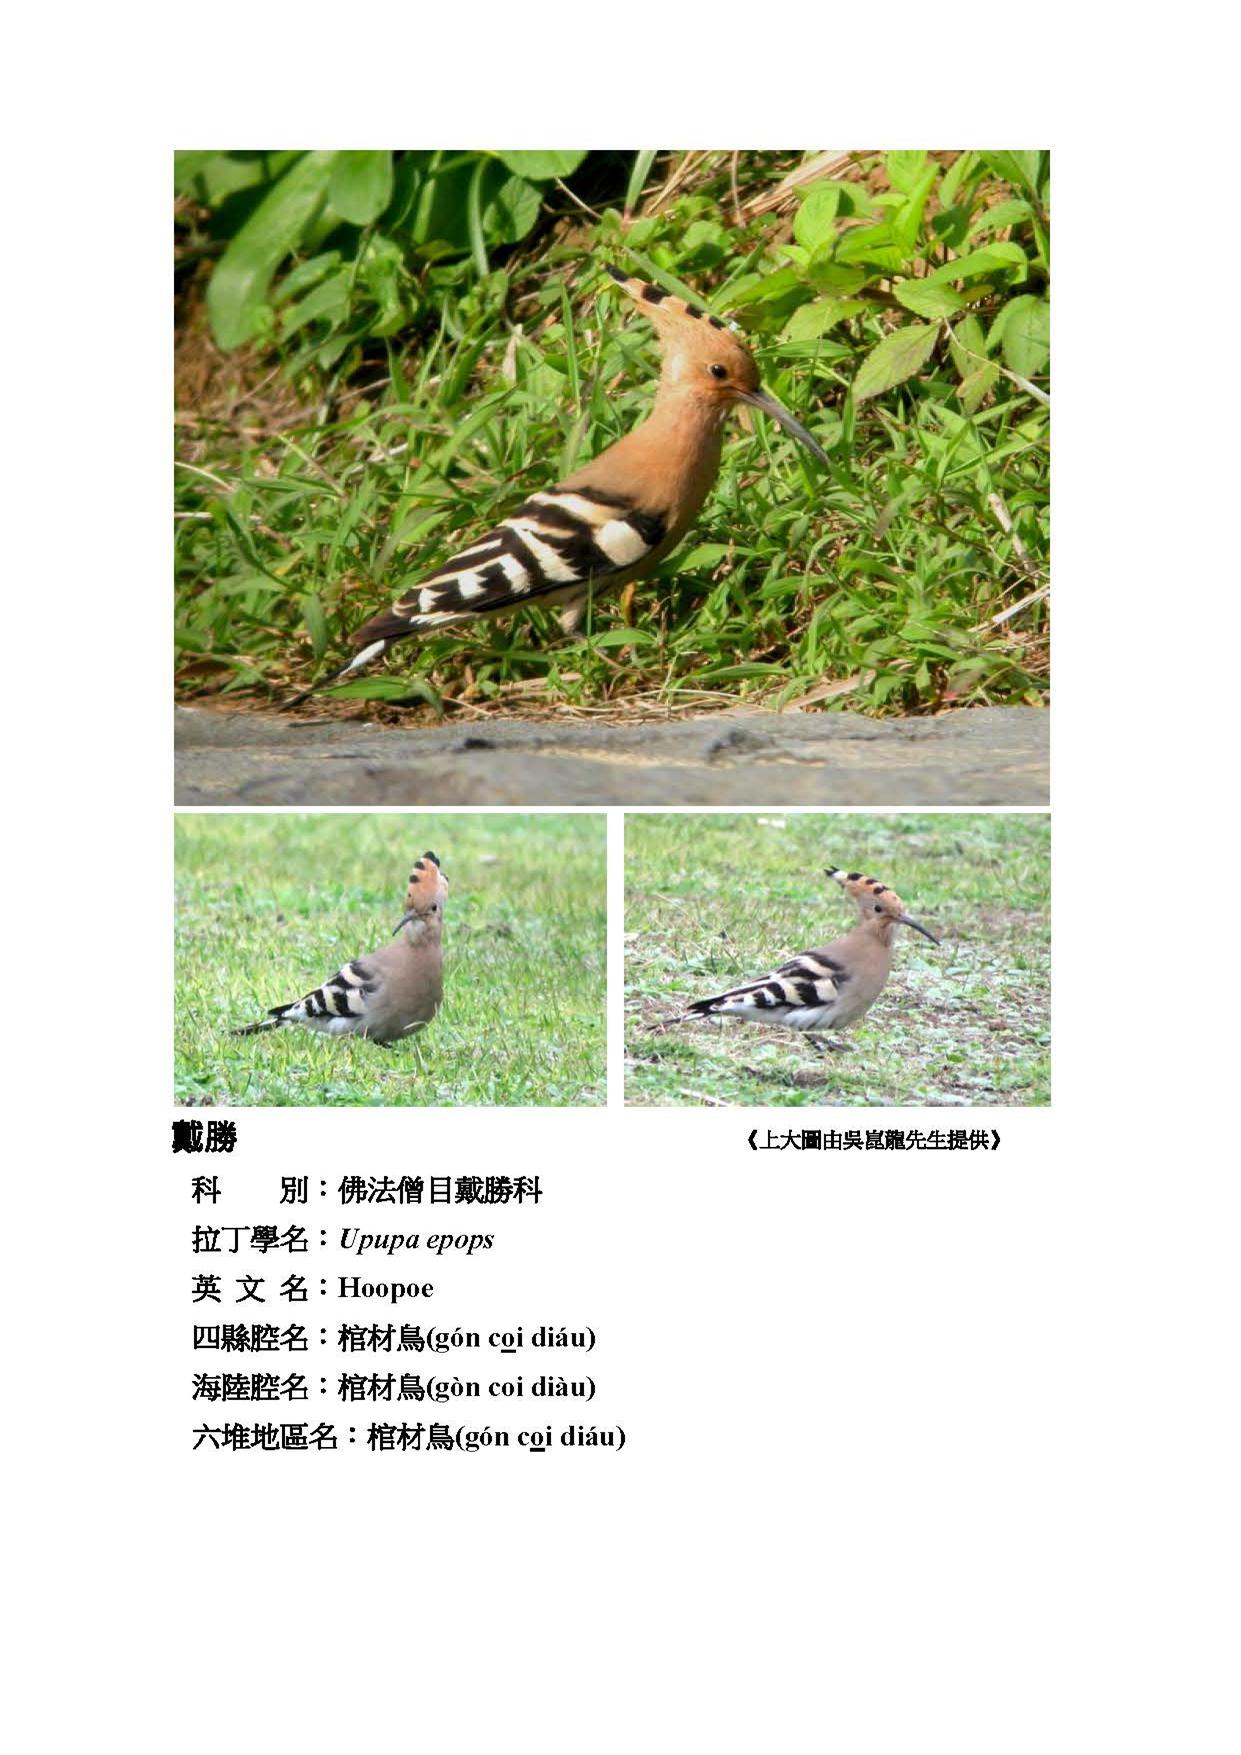 戴勝
《上大圖由吳崑龍先生提供》
科　　別：佛法僧目戴勝科
拉丁學名：Upupa epops
英 文 名：Hoopoe
四縣腔名：棺材鳥(gón co̲i diáu)
海陸腔名：棺材鳥(gòn coi diàu)
六堆地區名：棺材鳥(gón co̲i diáu)